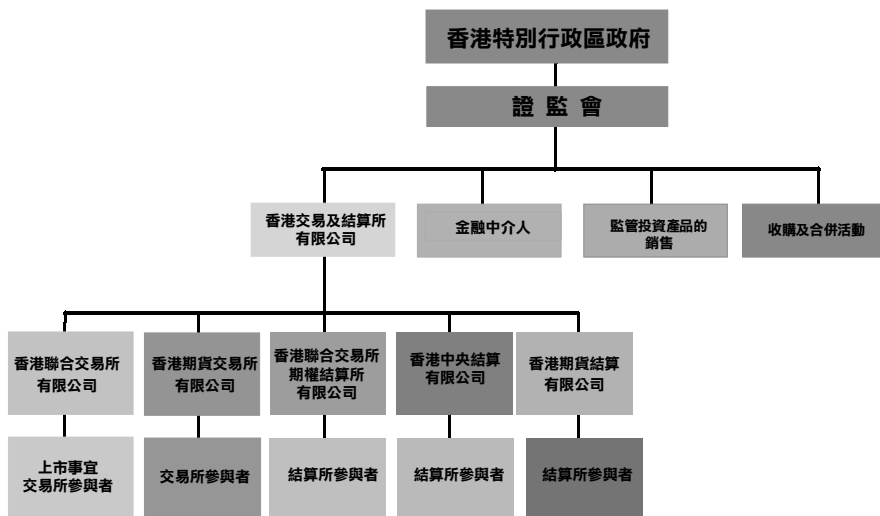 香港特別行政區政府
證 監 會
香港交易及結算所
有限公司
金融中介人
監管投資產品的
銷售
收購及合併活動
香港聯合交易所
有限公司
香港期貨交易所
有限公司
香港聯合交易所
期權結算所
有限公司
香港中央結算
有限公司
香港期貨結算
有限公司
上市事宜
交易所參與者
交易所參與者
結算所參與者
結算所參與者
結算所參與者